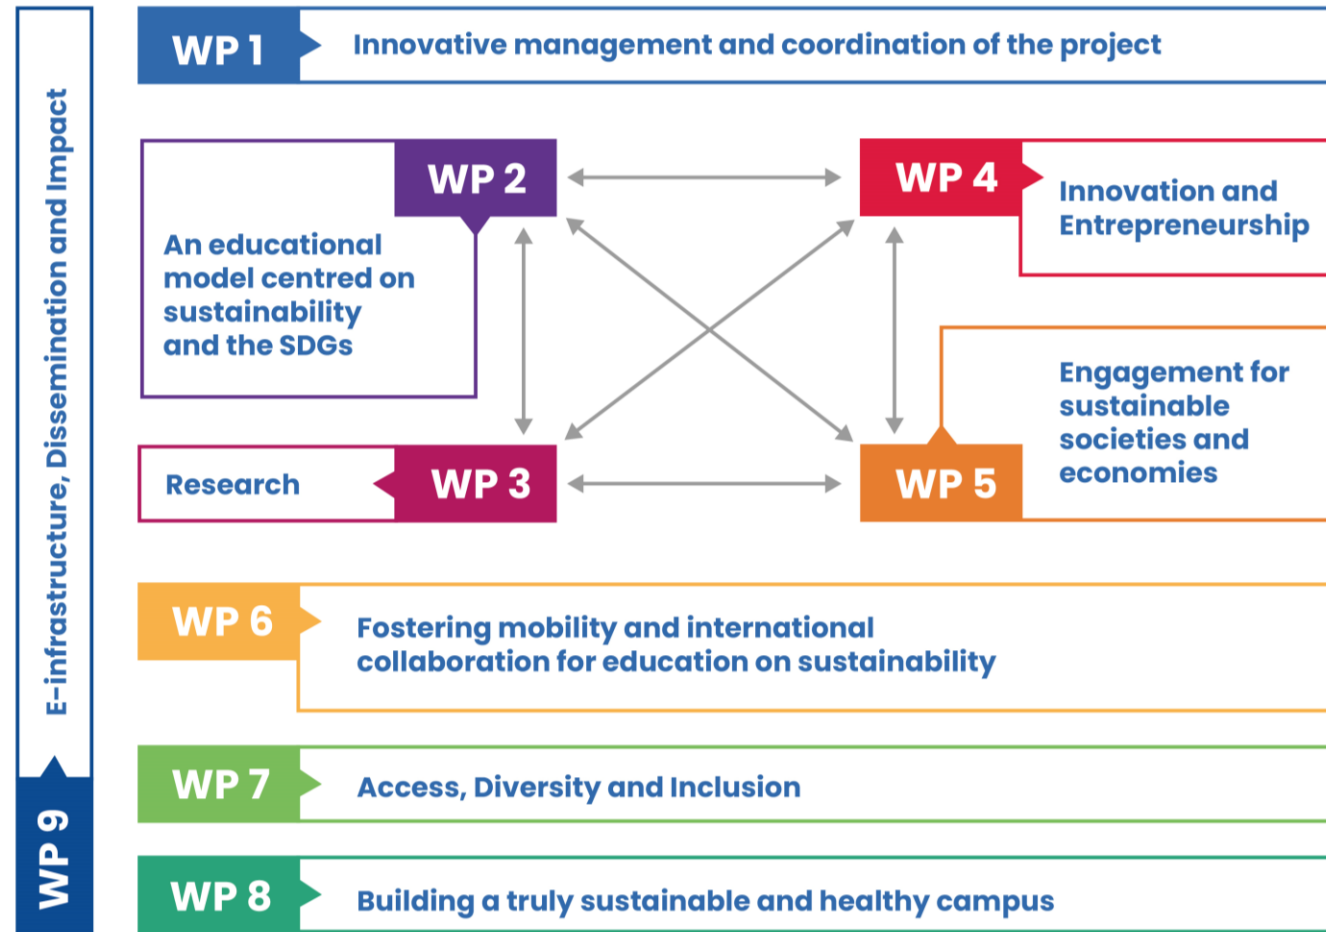 WP 1
Innovative management and coordination of the project
WP 2
An educational
model centred on
sustainability
and the SDGs
WP 4
Innovation and
Entrepreneurship
WP 3
Research
WP 5
Engagement for
sustainable
societies and
economies
WP 6
Fostering mobility and international
collaboration for education on sustainability
WP 7
Access, Diversity and Inclusion
WP 8
Building a truly sustainable and healthy campus
WP 9
E-infrastructure, Dissemination and Impact